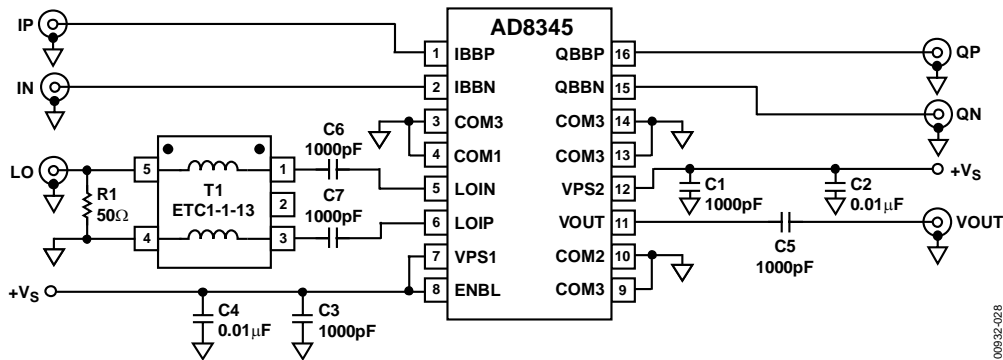 AD8345
IP
1 IBBP
QBBP 16
QP
IN
2 IBBN
QBBN 15
QN
3 COM3
COM3 14
C6
1000pF
4 COM1
COM3 13
LO
5
1
T1
ETC1-1-13
2
R1
50Ω
C7
1000pF
5 LOIN
VPS2 12
+VS
C1
1000pF
C2
0.01µF
4
3
6 LOIP
VOUT 11
VOUT
C5
1000pF
7 VPS1
COM2 10
+VS
8 ENBL
COM3 9
C4
0.01µF
C3
1000pF
00932-028